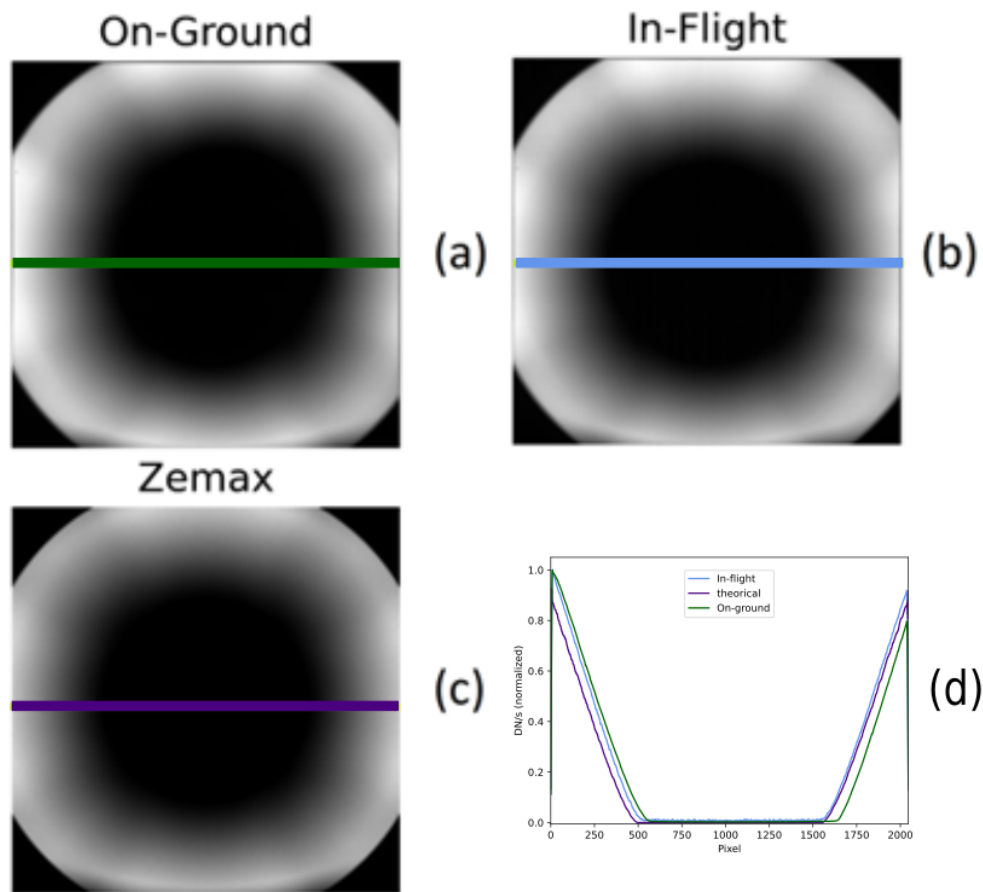 On-Ground
In-Flight
(a)
(b)
Zemax
(c)
(d)
In-flight
theorical
On-ground
DN/s (normalized)
1.0
0.8
0.6
0.4
0.2
0.0
0 250 500 750 1000 1250 1500 1750 2000
Pixel